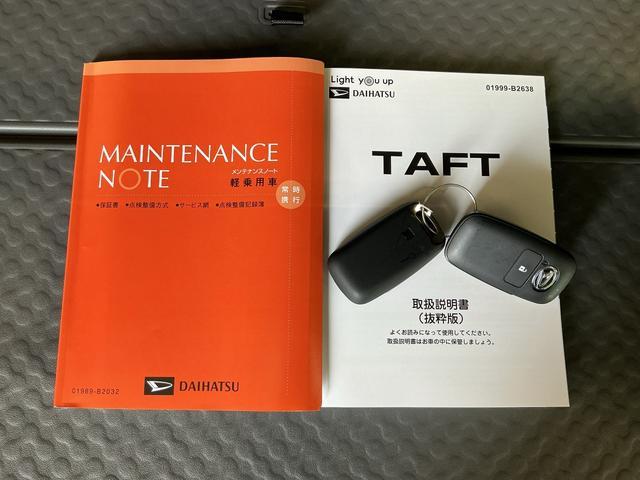 MAINTENANCE
NOTE
メンテナンスノート
軽乗用車
常時
携行
●保証書 ●点検整備方式 ●サービス網 ●点検整備記録簿
01989-B2032
DAIHATSU
Light you up
DAIHATSU
01999-B2638
TAFT
取扱説明書
（抜粋版）
よくお読みになって使用してください。
取扱説明書はお車の中に保管しましょう。